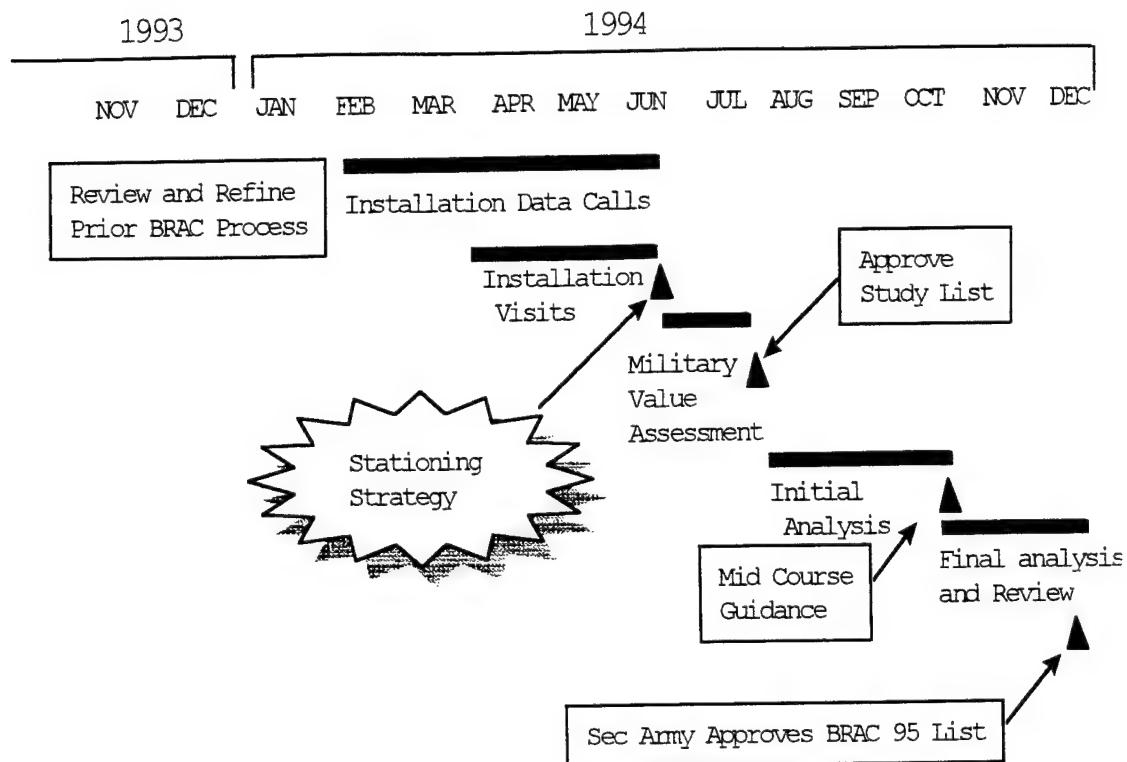 1993 1994
NOV DEC JAN FEB MAR APR MAY JUN JUL AUG SEP OCT NOV DEC
Review and Refine
Prior BRAC Process
Installation Data Calls
Installation
Visits
Approve
Study List
Military
Value
Assessment
Stationing
Strategy
Initial
Analysis
Mid Course
Guidance
Final analysis
and Review
Sec Army Approves BRAC 95 List